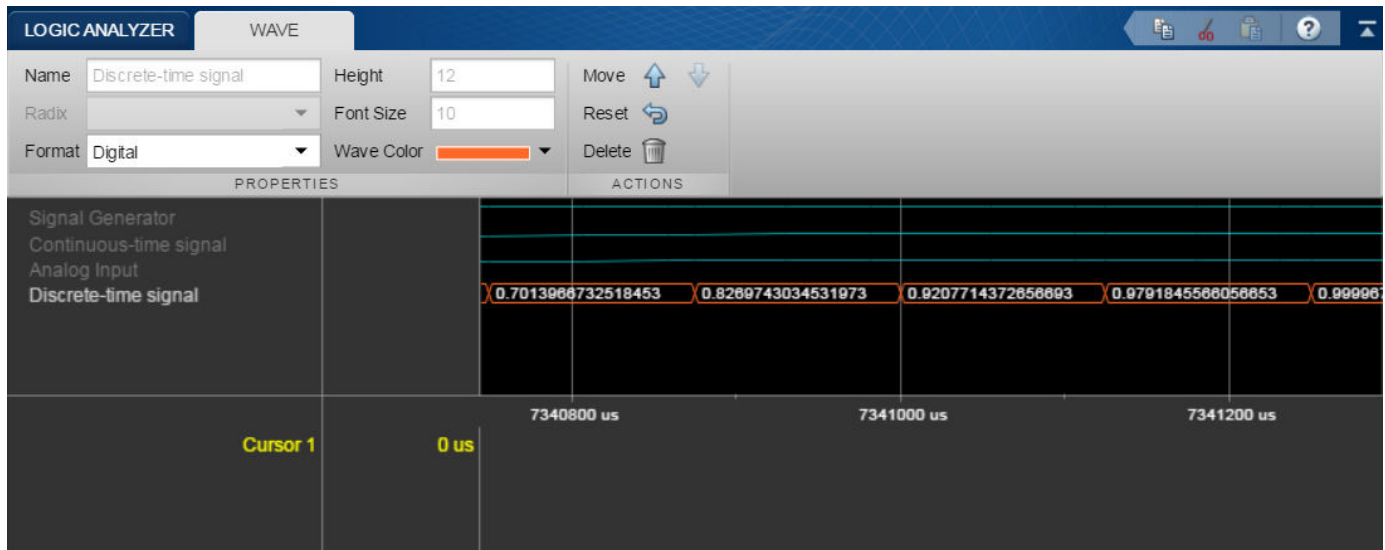 LOGIC ANALYZER WAVE
Name Discrete-time signal Height 12 Move
Radix Font Size 10 Reset
Format Digital Wave Color Delete
PROPERTIES ACTIONS
Signal Generator
Continuous-time signal
Analog Input
Discrete-time signal 0.7013966732518453 0.8269743034531973 0.9207714372656693 0.9791845566056653 0.999967
7340800 us 7341000 us 7341200 us
Cursor 1 0 us